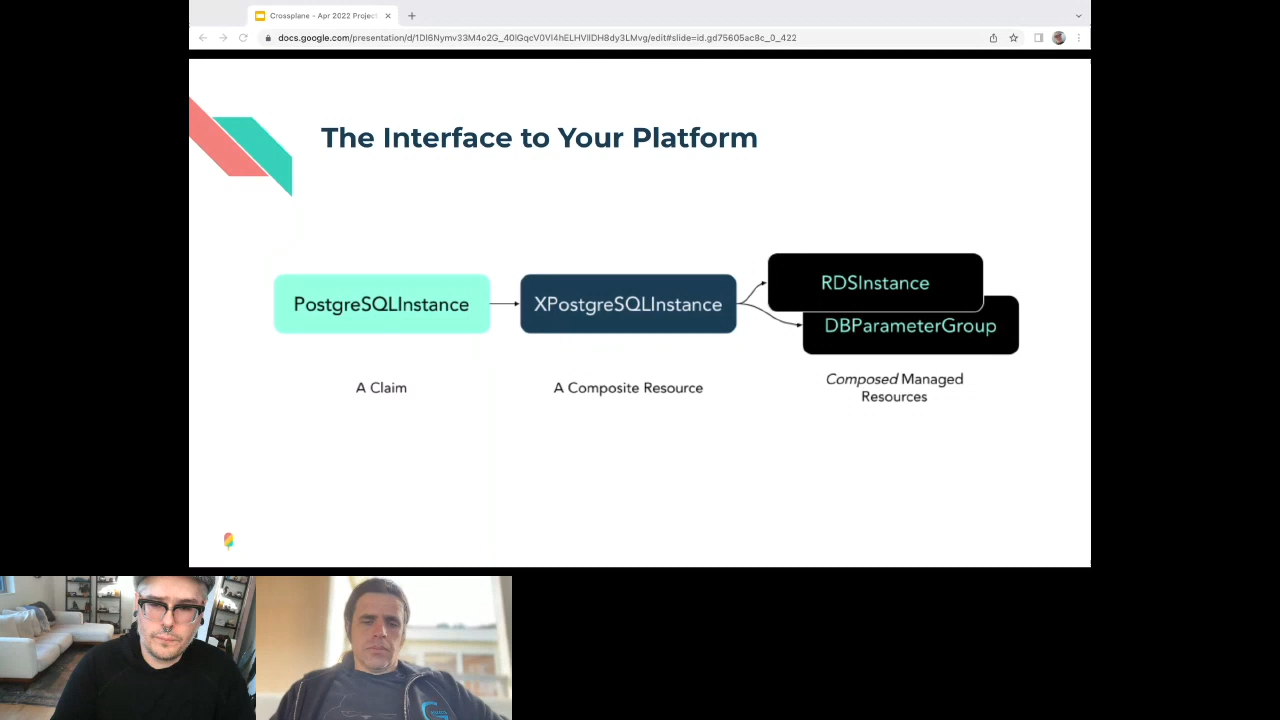 Crossplane - Apr 2022 Project
docs.google.com/presentation/d/1Dl6Nymv33M4o2G_40lGqcV0Vl4hELHVllDH8dy3LMvg/edit#slide=id.gd75605ac8c_0_422
The Interface to Your Platform
PostgreSQLInstance
XPostgreSQLInstance
RDSInstance
DBParameterGroup
A Claim
A Composite Resource
Composed Managed
Resources